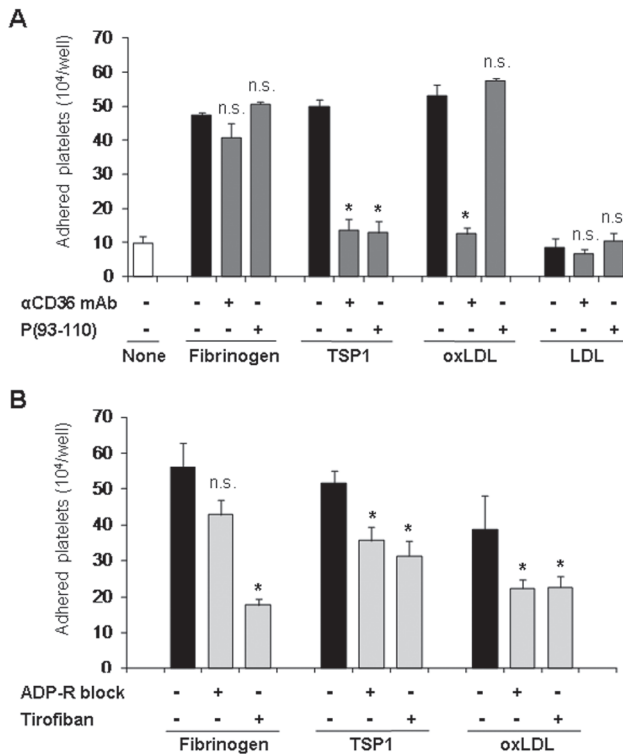 A
Adhered platelets (10⁴/well)
70
60
50
40
30
20
10
0
n.s.
n.s.
*
*
*
n.s.
n.s.
n.s.
αCD36 mAb - - + - - + - - + - - + -
P(93-110) - - - + - - + - - + - - +
None Fibrinogen TSP1 oxLDL LDL
B
Adhered platelets (10⁴/well)
70
60
50
40
30
20
10
0
n.s.
*
*
*
*
*
ADP-R block - + - - + - - + -
Tirofiban - - + - - + - - +
Fibrinogen TSP1 oxLDL